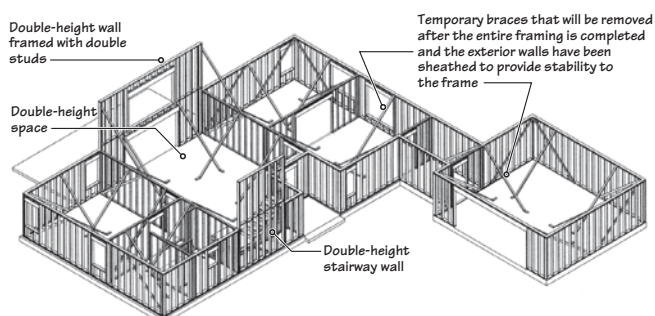 Double-height wall
framed with double
studs
Double-height
space
Temporary braces that will be removed
after the entire framing is completed
and the exterior walls have been
sheathed to provide stability to
the frame
Double-height
stairway wall